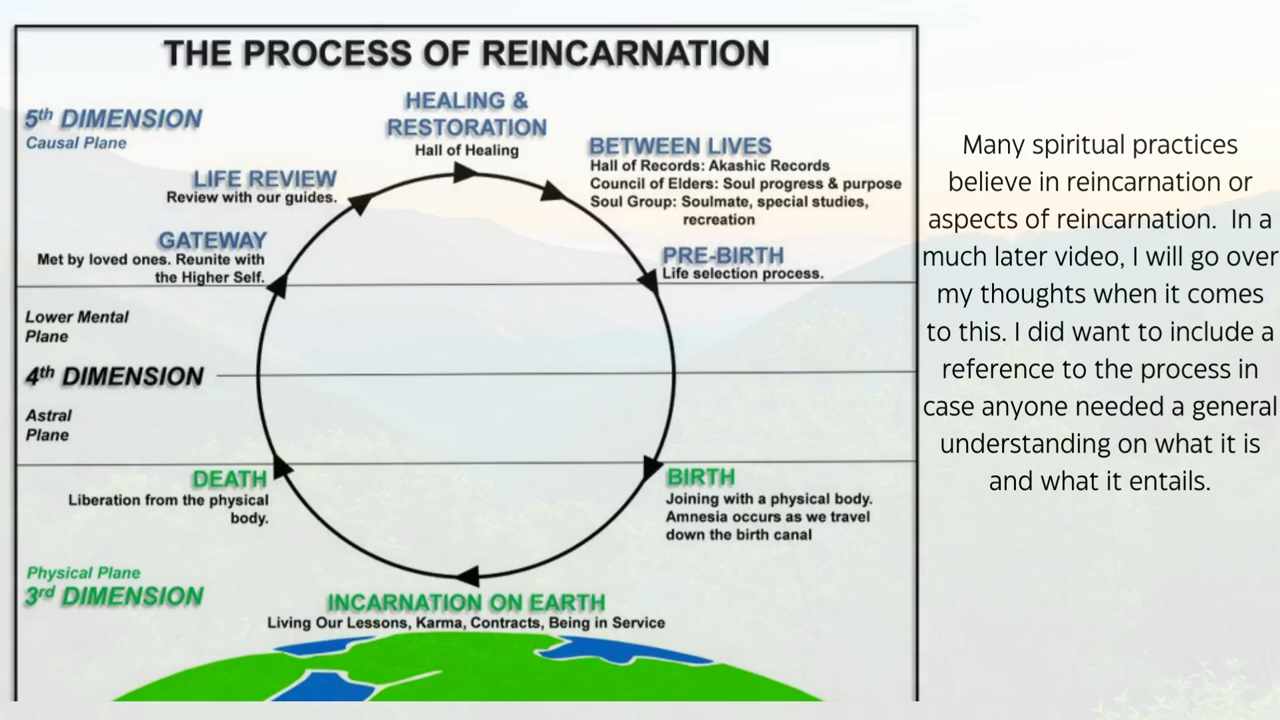 THE PROCESS OF REINCARNATION
5th DIMENSION
Causal Plane
HEALING &
RESTORATION
Hall of Healing
BETWEEN LIVES
Hall of Records: Akashic Records
Council of Elders: Soul progress & purpose
Soul Group: Soulmate, special studies,
recreation
LIFE REVIEW
Review with our guides.
GATEWAY
Met by loved ones. Reunite with
the Higher Self.
PRE-BIRTH
Life selection process.
Lower Mental
Plane
4th DIMENSION
Astral
Plane
DEATH
Liberation from the physical
body.
BIRTH
Joining with a physical body.
Amnesia occurs as we travel
down the birth canal
Physical Plane
3rd DIMENSION
INCARNATION ON EARTH
Living Our Lessons, Karma, Contracts, Being in Service
Many spiritual practices
believe in reincarnation or
aspects of reincarnation. In a
much later video, I will go over
my thoughts when it comes
to this. I did want to include a
reference to the process in
case anyone needed a general
understanding on what it is
and what it entails.